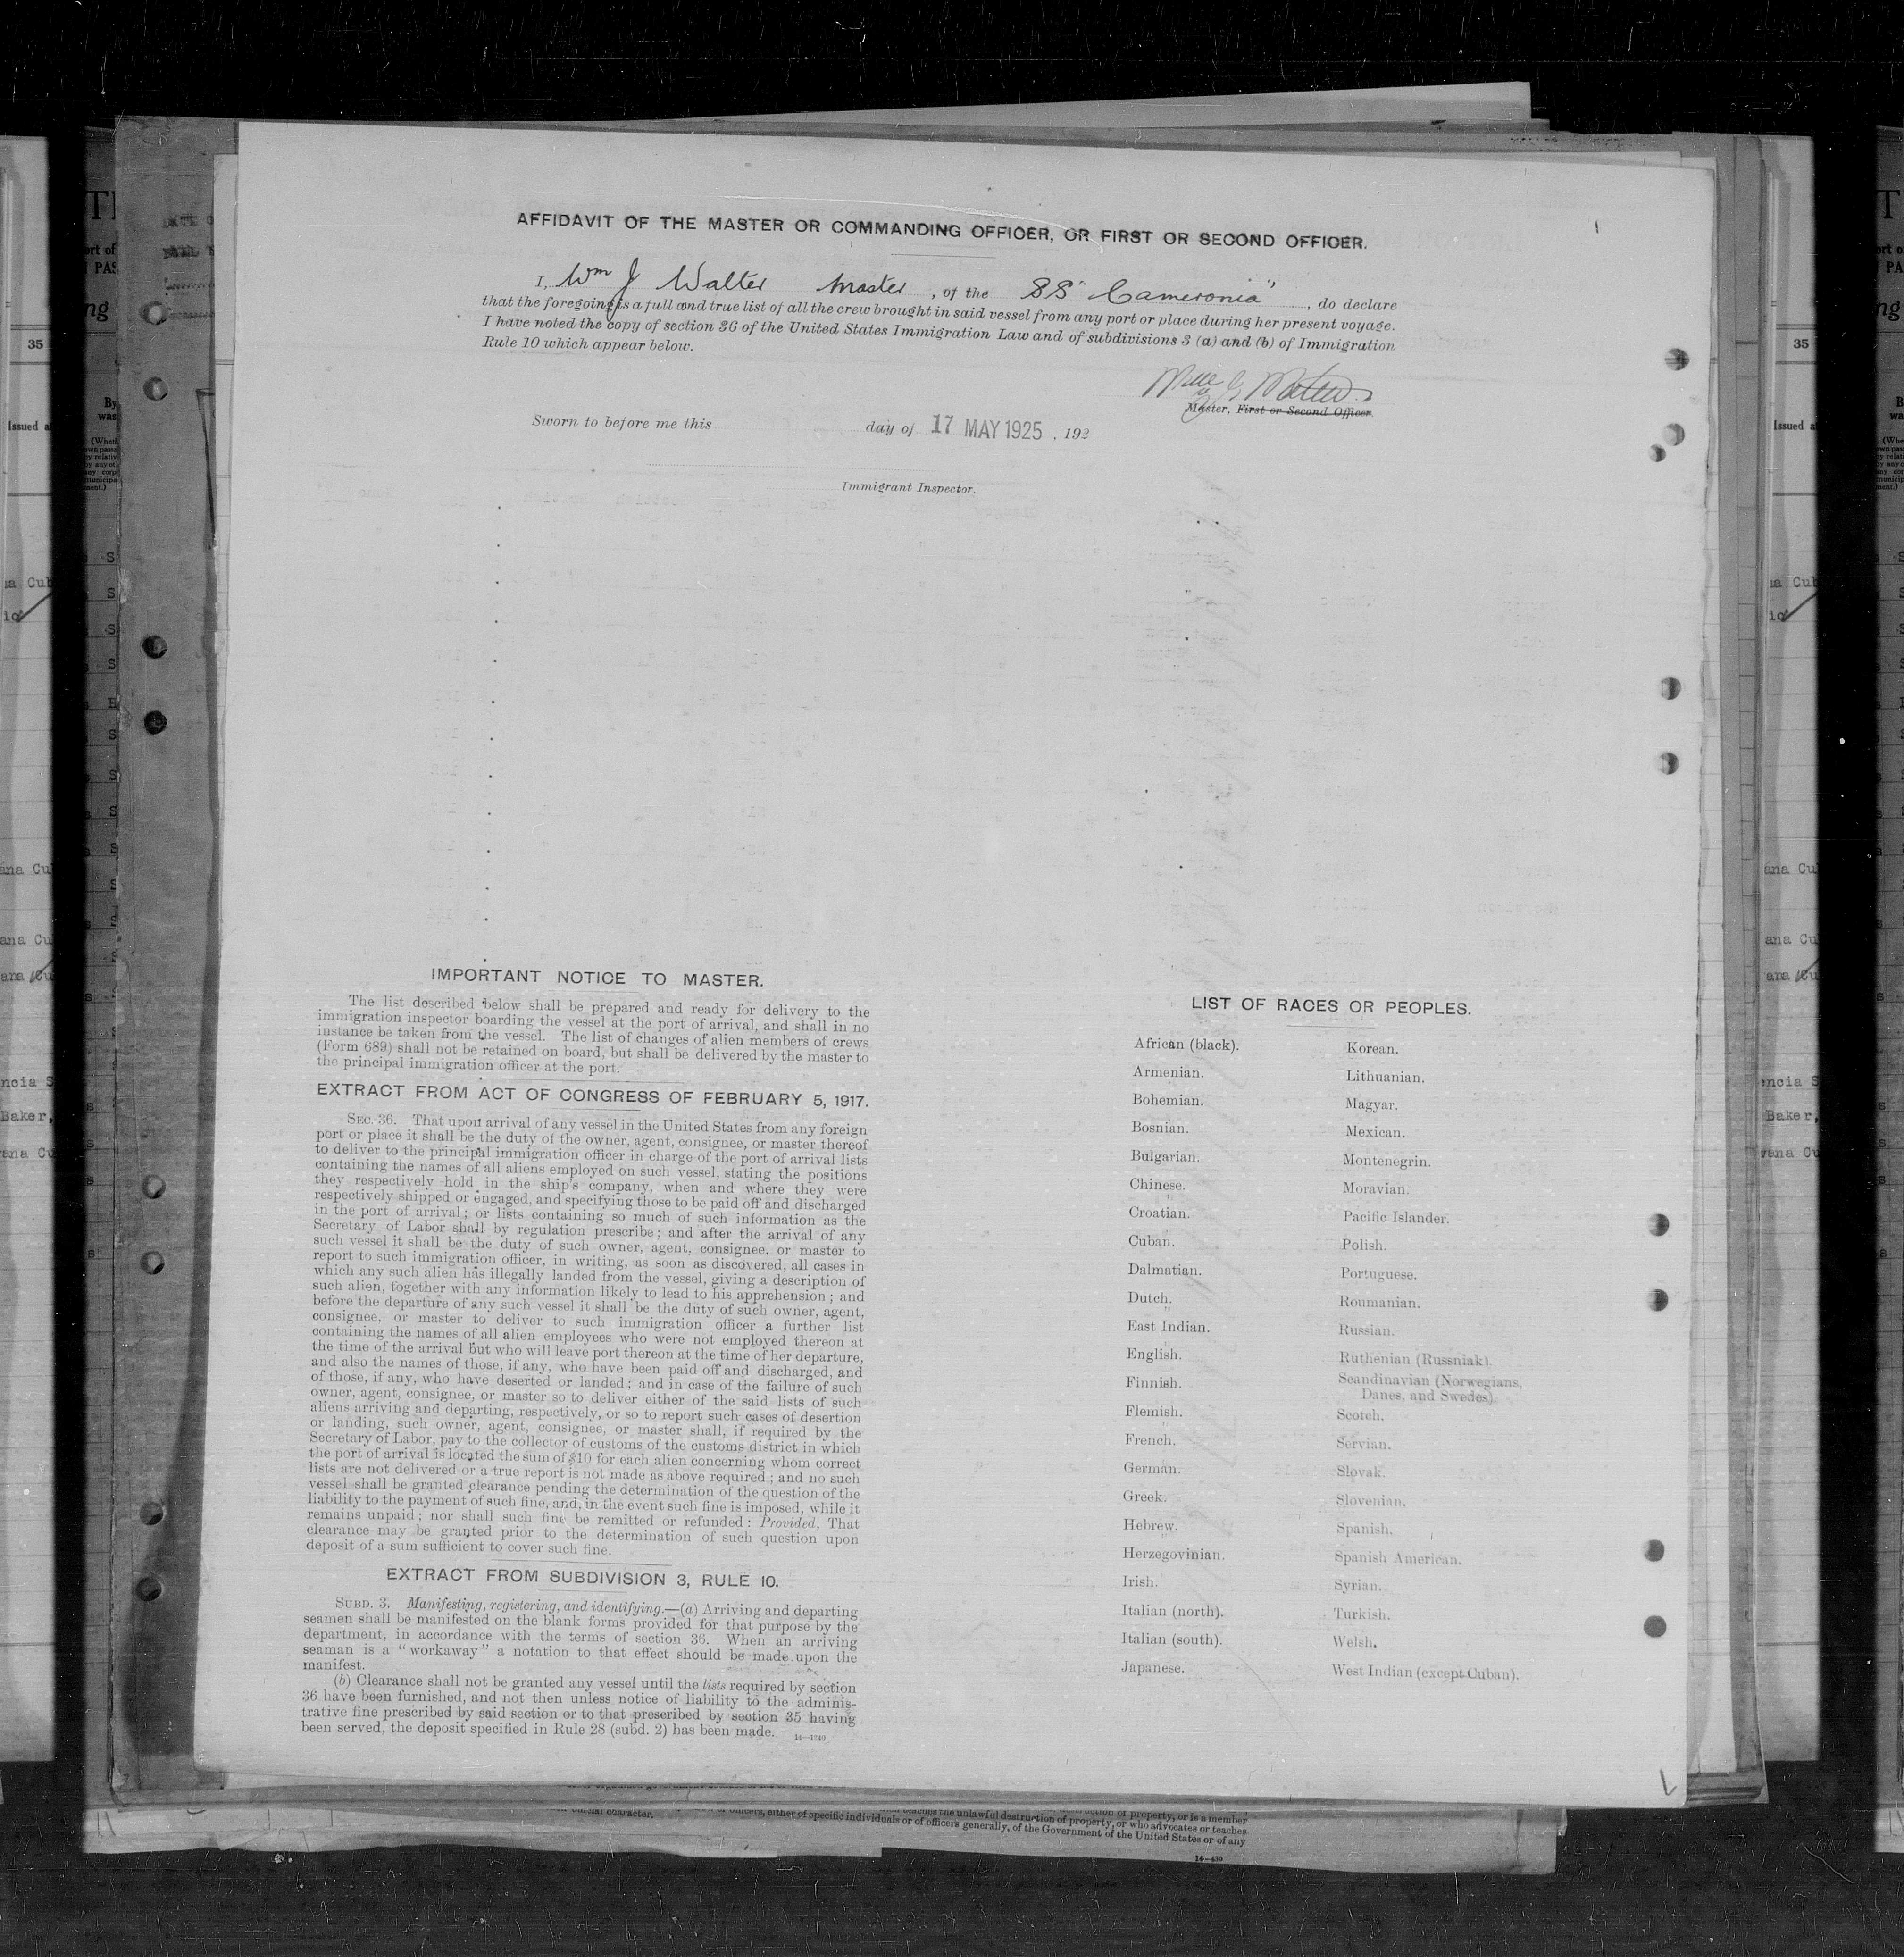 AFFIDAVIT OF THE MASTER OR COMMANDING OFFICER, OR FIRST OR SECOND OFFICER.
I, Wm J Walter Master, of the SS "Cameronia", do declare
that the foregoing is a full and true list of all the crew brought in said vessel from any port or place during her present voyage.
I have noted the copy of section 36 of the United States Immigration Law and of subdivisions 3 (a) and (b) of Immigration
Rule 10 which appear below.
Master, First or Second Officer.
Sworn to before me this day of 17 MAY 1925, 192
Immigrant Inspector.
IMPORTANT NOTICE TO MASTER.
The list described below shall be prepared and ready for delivery to the
immigration inspector boarding the vessel at the port of arrival, and shall in no
instance be taken from the vessel. The list of changes of alien members of crews
(Form 689) shall not be retained on board, but shall be delivered by the master to
the principal immigration officer at the port.
EXTRACT FROM ACT OF CONGRESS OF FEBRUARY 5, 1917.
SEC. 36. That upon arrival of any vessel in the United States from any foreign
port or place it shall be the duty of the owner, agent, consignee, or master thereof
to deliver to the principal immigration officer in charge of the port of arrival lists
containing the names of all aliens employed on such vessel, stating the positions
they respectively hold in the ship's company, when and where they were
respectively shipped or engaged, and specifying those to be paid off and discharged
in the port of arrival; or lists containing so much of such information as the
Secretary of Labor shall by regulation prescribe; and after the arrival of any
such vessel it shall be the duty of such owner, agent, consignee, or master to
report to such immigration officer, in writing, as soon as discovered, all cases in
which any such alien has illegally landed from the vessel, giving a description of
such alien, together with any information likely to lead to his apprehension; and
before the departure of any such vessel it shall be the duty of such owner, agent,
consignee, or master to deliver to such immigration officer a further list
containing the names of all alien employees who were not employed thereon at
the time of the arrival but who will leave port thereon at the time of her departure,
and also the names of those, if any, who have been paid off and discharged, and
of those, if any, who have deserted or landed; and in case of the failure of such
owner, agent, consignee, or master so to deliver either of the said lists of such
aliens arriving and departing, respectively, or so to report such cases of desertion
or landing, such owner, agent, consignee, or master shall, if required by the
Secretary of Labor, pay to the collector of customs of the customs district in which
the port of arrival is located the sum of $10 for each alien concerning whom correct
lists are not delivered or a true report is not made as above required; and no such
vessel shall be granted clearance pending the determination of the question of the
liability to the payment of such fine, and, in the event such fine is imposed, while it
remains unpaid; nor shall such fine be remitted or refunded: Provided, That
clearance may be granted prior to the determination of such question upon
deposit of a sum sufficient to cover such fine.
EXTRACT FROM SUBDIVISION 3, RULE 10.
SUBD. 3. Manifesting, registering, and identifying.—(a) Arriving and departing
seamen shall be manifested on the blank forms provided for that purpose by the
department, in accordance with the terms of section 36. When an arriving
seaman is a "workaway" a notation to that effect should be made upon the
manifest.
(b) Clearance shall not be granted any vessel until the lists required by section
36 have been furnished, and not then unless notice of liability to the adminis-
trative fine prescribed by said section or to that prescribed by section 35 having
been served, the deposit specified in Rule 28 (subd. 2) has been made.
14—1240
LIST OF RACES OR PEOPLES.
African (black).
Armenian.
Bohemian.
Bosnian.
Bulgarian.
Chinese.
Croatian.
Cuban.
Dalmatian.
Dutch.
East Indian.
English.
Finnish.
Flemish.
French.
German.
Greek.
Hebrew.
Herzegovinian.
Irish.
Italian (north).
Italian (south).
Japanese.
Korean.
Lithuanian.
Magyar.
Mexican.
Montenegrin.
Moravian.
Pacific Islander.
Polish.
Portuguese.
Roumanian.
Russian.
Ruthenian (Russniak).
Scandinavian (Norwegians,
Danes, and Swedes).
Scotch.
Servian.
Slovak.
Slovenian.
Spanish.
Spanish American.
Syrian.
Turkish.
Welsh.
West Indian (except Cuban).
official character.
officers, either of specific individuals or of officers generally, of the Government of the United States or of any
teaches the unlawful destruction of property, or who advocates or teaches
of property, or is a member